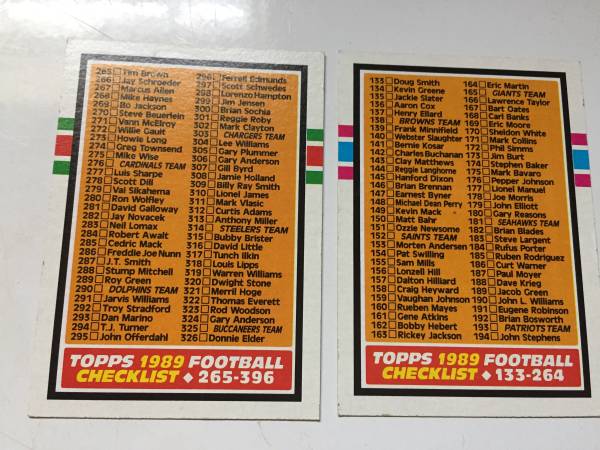 265 Tim Brown
266 Jay Schroeder
267 Marcus Allen
268 Mike Haynes
269 Bo Jackson
270 Steve Beuerlein
271 Vann McElroy
272 Willie Gault
273 Howie Long
274 Greg Townsend
275 Mike Wise
276 CARDINALS TEAM
277 Luis Sharpe
278 Scott Dill
279 Vai Sikahema
280 Ron Wolfley
281 David Galloway
282 Jay Novacek
283 Neil Lomax
284 Robert Awalt
285 Cedric Mack
286 Freddie Joe Nunn
287 J.T. Smith
288 Stump Mitchell
289 Roy Green
290 DOLPHINS TEAM
291 Jarvis Williams
292 Troy Stradford
293 Dan Marino
294 T.J. Turner
295 John Offerdahl
296 Ferrell Edmunds
297 Scott Schwedes
298 Lorenzo Hampton
299 Jim Jensen
300 Brian Sochia
301 Reggie Roby
302 Mark Clayton
303 CHARGERS TEAM
304 Lee Williams
305 Gary Plummer
306 Gary Anderson
307 Gill Byrd
308 Jamie Holland
309 Billy Ray Smith
310 Lionel James
311 Mark Vlasic
312 Curtis Adams
313 Anthony Miller
314 STEELERS TEAM
315 Bubby Brister
316 David Little
317 Tunch Ilkin
318 Louis Lipps
319 Warren Williams
320 Dwight Stone
321 Merril Hoge
322 Thomas Everett
323 Rod Woodson
324 Gary Anderson
325 BUCCANEERS TEAM
326 Donnie Elder
TOPPS 1989 FOOTBALL
CHECKLIST ◆ 265-396
133 Doug Smith
134 Kevin Greene
135 Jackie Slater
136 Aaron Cox
137 Henry Ellard
138 BROWNS TEAM
139 Frank Minnifield
140 Webster Slaughter
141 Bernie Kosar
142 Charles Buchanan
143 Clay Matthews
144 Reggie Langhorne
145 Hanford Dixon
146 Brian Brennan
147 Earnest Byner
148 Michael Dean Perry
149 Kevin Mack
150 Matt Bahr
151 Ozzie Newsome
152 SAINTS TEAM
153 Morten Andersen
154 Pat Swilling
155 Sam Mills
156 Lonzell Hill
157 Dalton Hilliard
158 Craig Heyward
159 Vaughan Johnson
160 Rueben Mayes
161 Gene Atkins
162 Bobby Hebert
163 Rickey Jackson
164 Eric Martin
165 GIANTS TEAM
166 Lawrence Taylor
167 Bart Oates
168 Carl Banks
169 Eric Moore
170 Sheldon White
171 Mark Collins
172 Phil Simms
173 Jim Burt
174 Stephen Baker
175 Mark Bavaro
176 Pepper Johnson
177 Lionel Manuel
178 Joe Morris
179 John Elliott
180 Gary Reasons
181 SEAHAWKS TEAM
182 Brian Blades
183 Steve Largent
184 Rufus Porter
185 Ruben Rodriguez
186 Curt Warner
187 Paul Moyer
188 Dave Krieg
189 Jacob Green
190 John L. Williams
191 Eugene Robinson
192 Brian Bosworth
193 PATRIOTS TEAM
194 John Stephens
TOPPS 1989 FOOTBALL
CHECKLIST ◆ 133-264